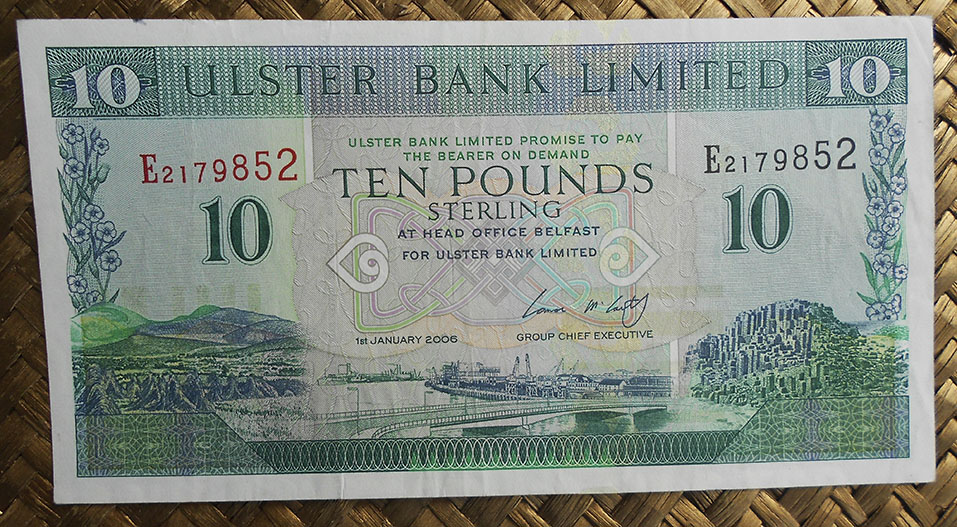 10 ULSTER BANK LIMITED 10
ULSTER BANK LIMITED PROMISE TO PAY
THE BEARER ON DEMAND
E2179852 E2179852
TEN POUNDS
10 STERLING 10
AT HEAD OFFICE BELFAST
FOR ULSTER BANK LIMITED
1st JANUARY 2006 GROUP CHIEF EXECUTIVE